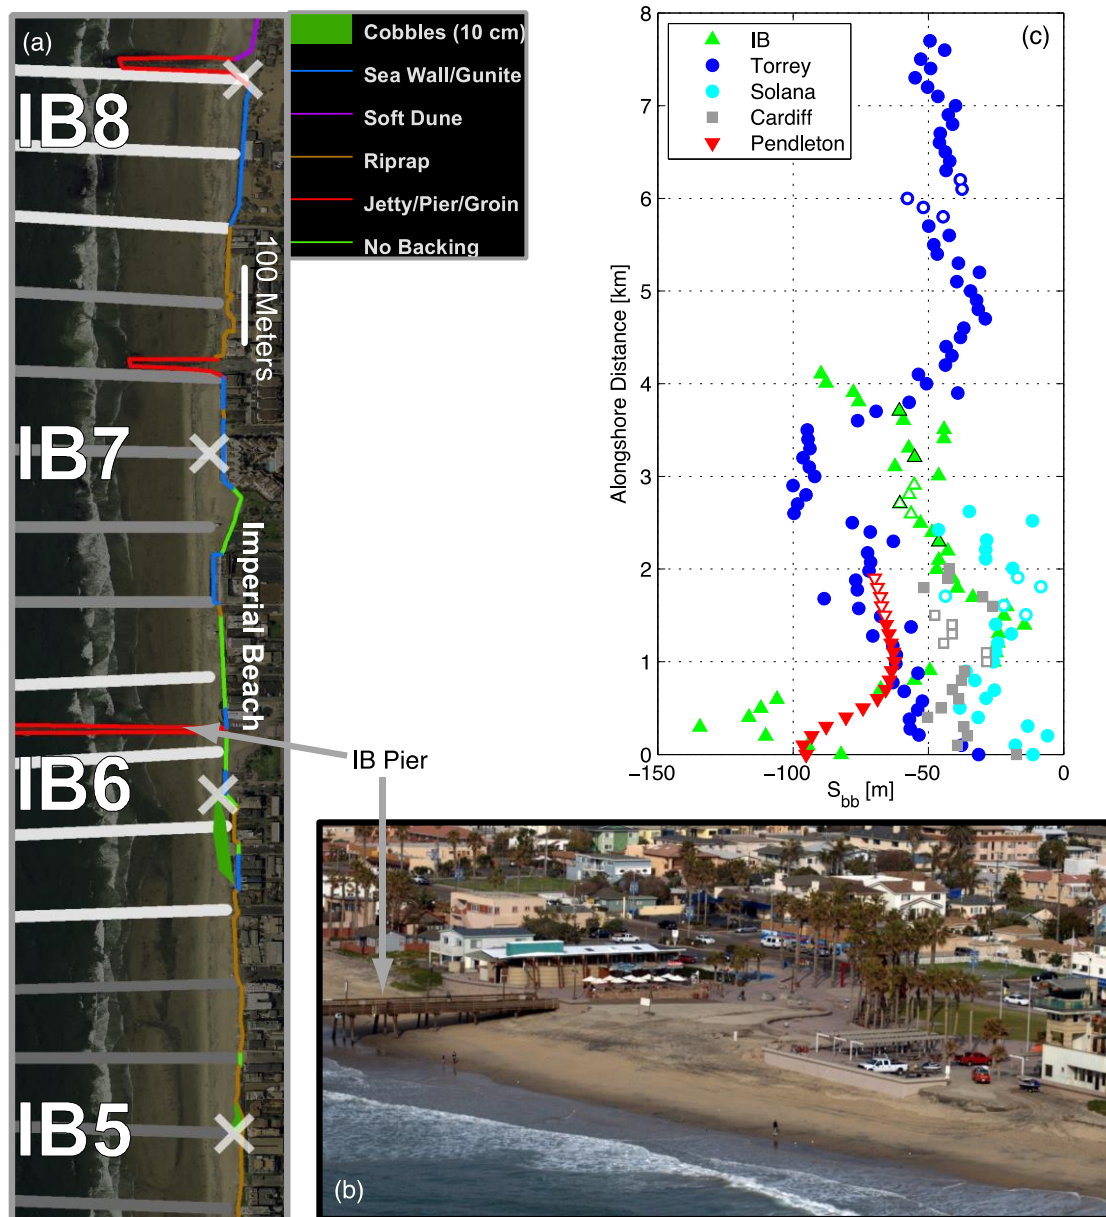 (a)
IB8
IB7
IB6
IB5
100 Meters
Imperial Beach
Cobbles (10 cm)
Sea Wall/Gunite
Soft Dune
Riprap
Jetty/Pier/Groin
No Backing
IB Pier
(b)
(c)
IB
Torrey
Solana
Cardiff
Pendleton
Alongshore Distance [km]
8
7
6
5
4
3
2
1
0
−150
−100
−50
0
Sbb [m]